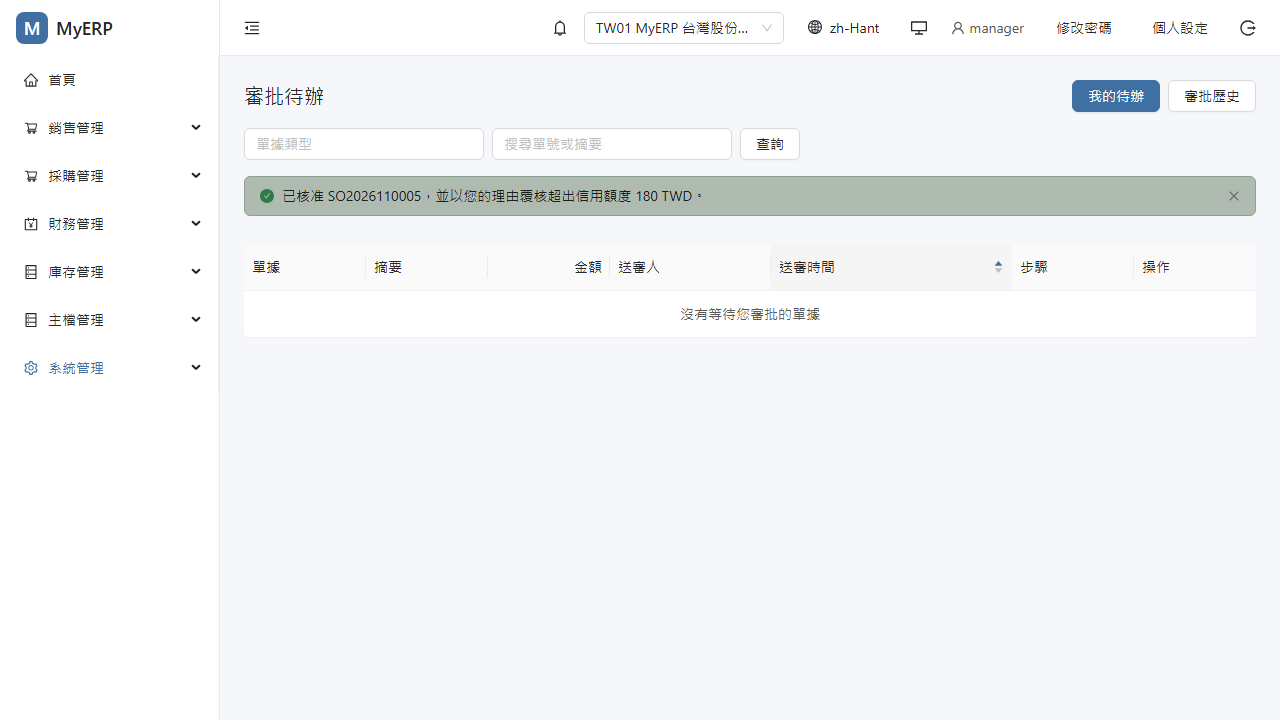 M MyERP
TW01 MyERP 台灣股份... zh-Hant manager 修改密碼 個人設定
首頁
銷售管理
採購管理
財務管理
庫存管理
主檔管理
系統管理
審批待辦
我的待辦 審批歷史
單據類型 搜尋單號或摘要 查詢
已核准 SO2026110005，並以您的理由覆核超出信用額度 180 TWD。
單據 摘要 金額 送審人 送審時間 步驟 操作
沒有等待您審批的單據